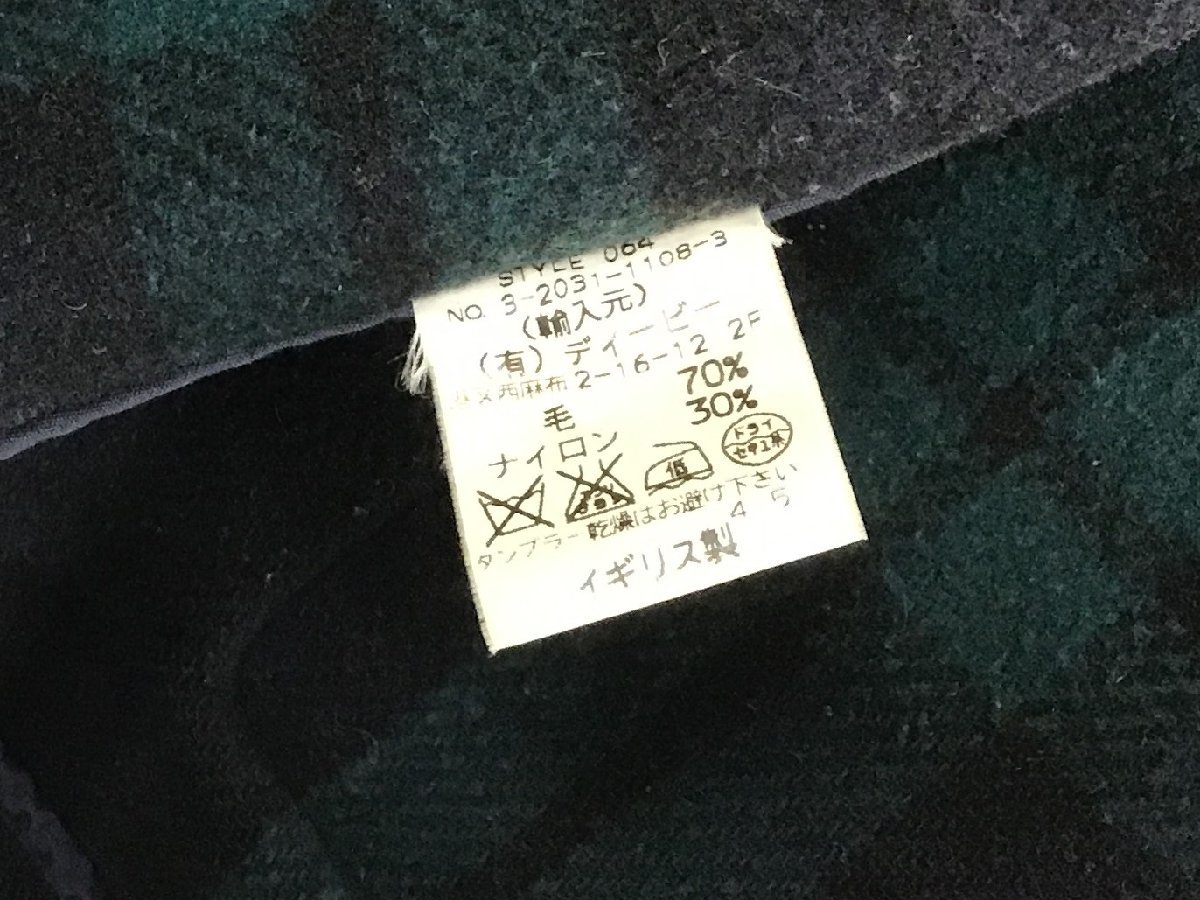 STYLE 064
NO. 3-2031-1108-3
(輸入元)
(有) ディービー
西麻布 2-16-12 2F
毛 70%
ナイロン 30%
低 ドライ セキユ系
タンブラー乾燥はお避け下さい
4 5
イギリス製